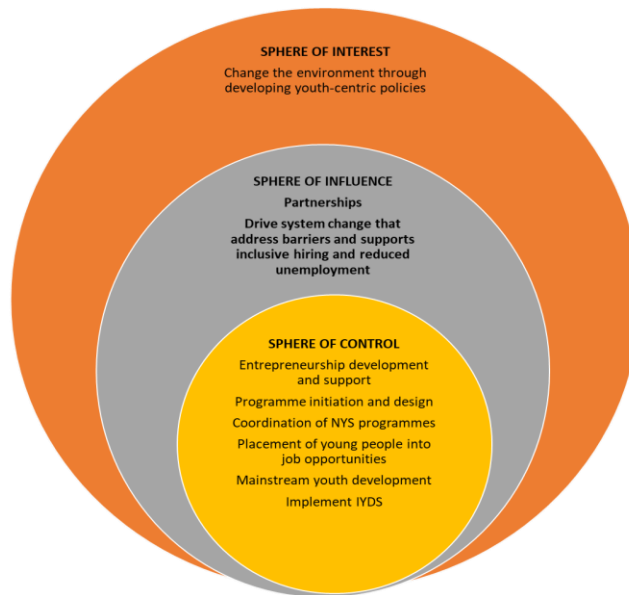 SPHERE OF INTEREST
Change the environment through
developing youth-centric policies
SPHERE OF INFLUENCE
Partnerships
Drive system change that
address barriers and supports
inclusive hiring and reduced
unemployment
SPHERE OF CONTROL
Entrepreneurship development
and support
Programme initiation and design
Coordination of NYS programmes
Placement of young people into
job opportunities
Mainstream youth development
Implement IYDS